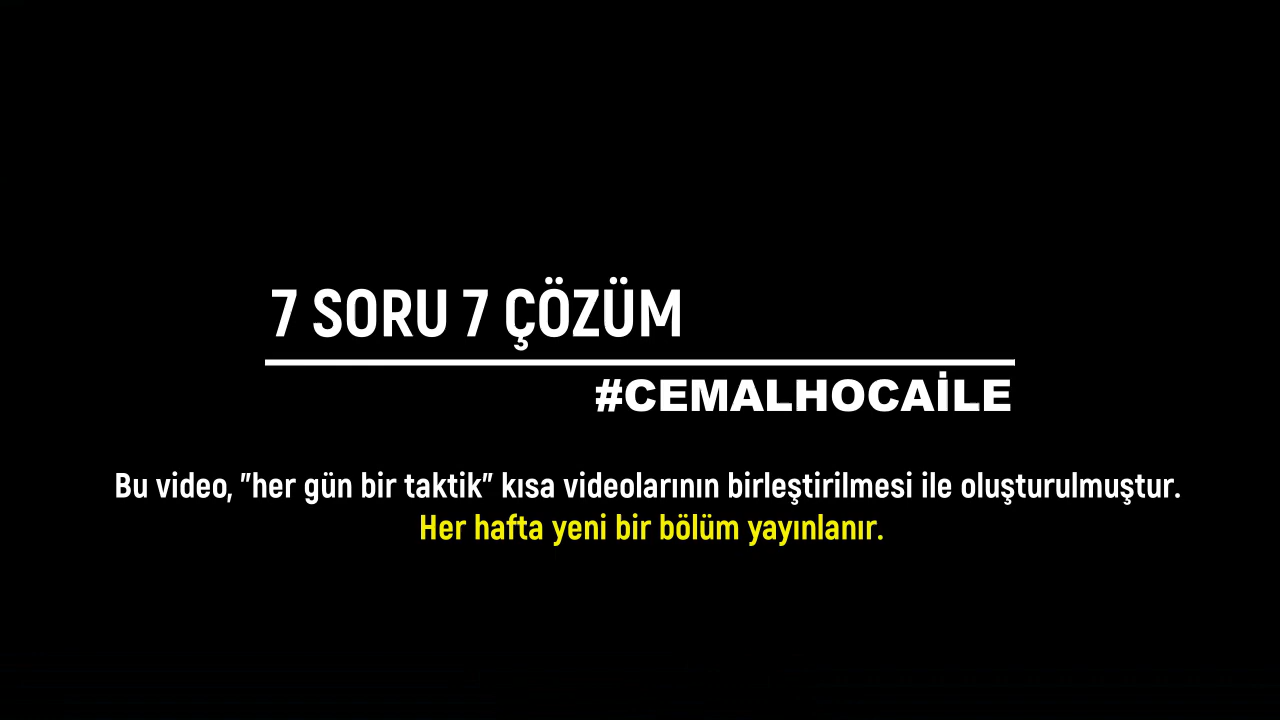 7 SORU 7 ÇÖZÜM
#CEMALHOCAİLE
Bu video, ”her gün bir taktik” kısa videolarının birleştirilmesi ile oluşturulmuştur.
Her hafta yeni bir bölüm yayınlanır.